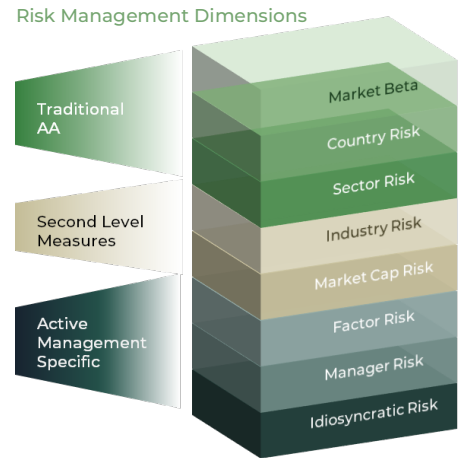 Risk Management Dimensions
Traditional
AA
Second Level
Measures
Active
Management
Specific
Market Beta
Country Risk
Sector Risk
Industry Risk
Market Cap Risk
Factor Risk
Manager Risk
Idiosyncratic Risk